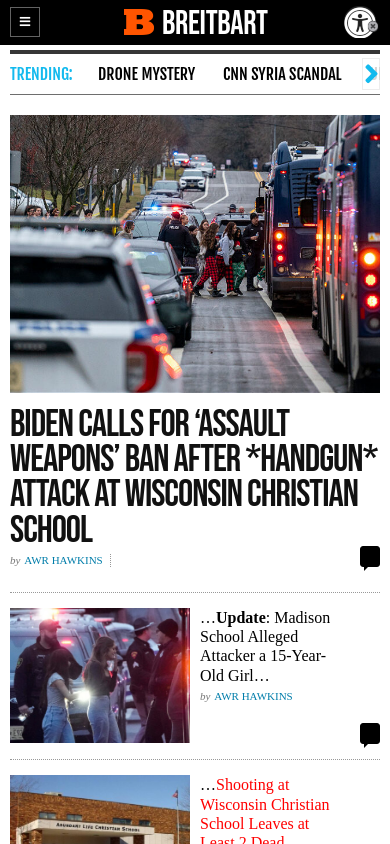 BREITBART
TRENDING: DRONE MYSTERY CNN SYRIA SCANDAL
POLICE
BIDEN CALLS FOR ‘ASSAULT
WEAPONS’ BAN AFTER *HANDGUN*
ATTACK AT WISCONSIN CHRISTIAN
SCHOOL
by AWR HAWKINS
…Update: Madison
School Alleged
Attacker a 15-Year-
Old Girl…
by AWR HAWKINS
…Shooting at
Wisconsin Christian
School Leaves at
Least 2 Dead
ABUNDANT LIFE CHRISTIAN SCHOOL